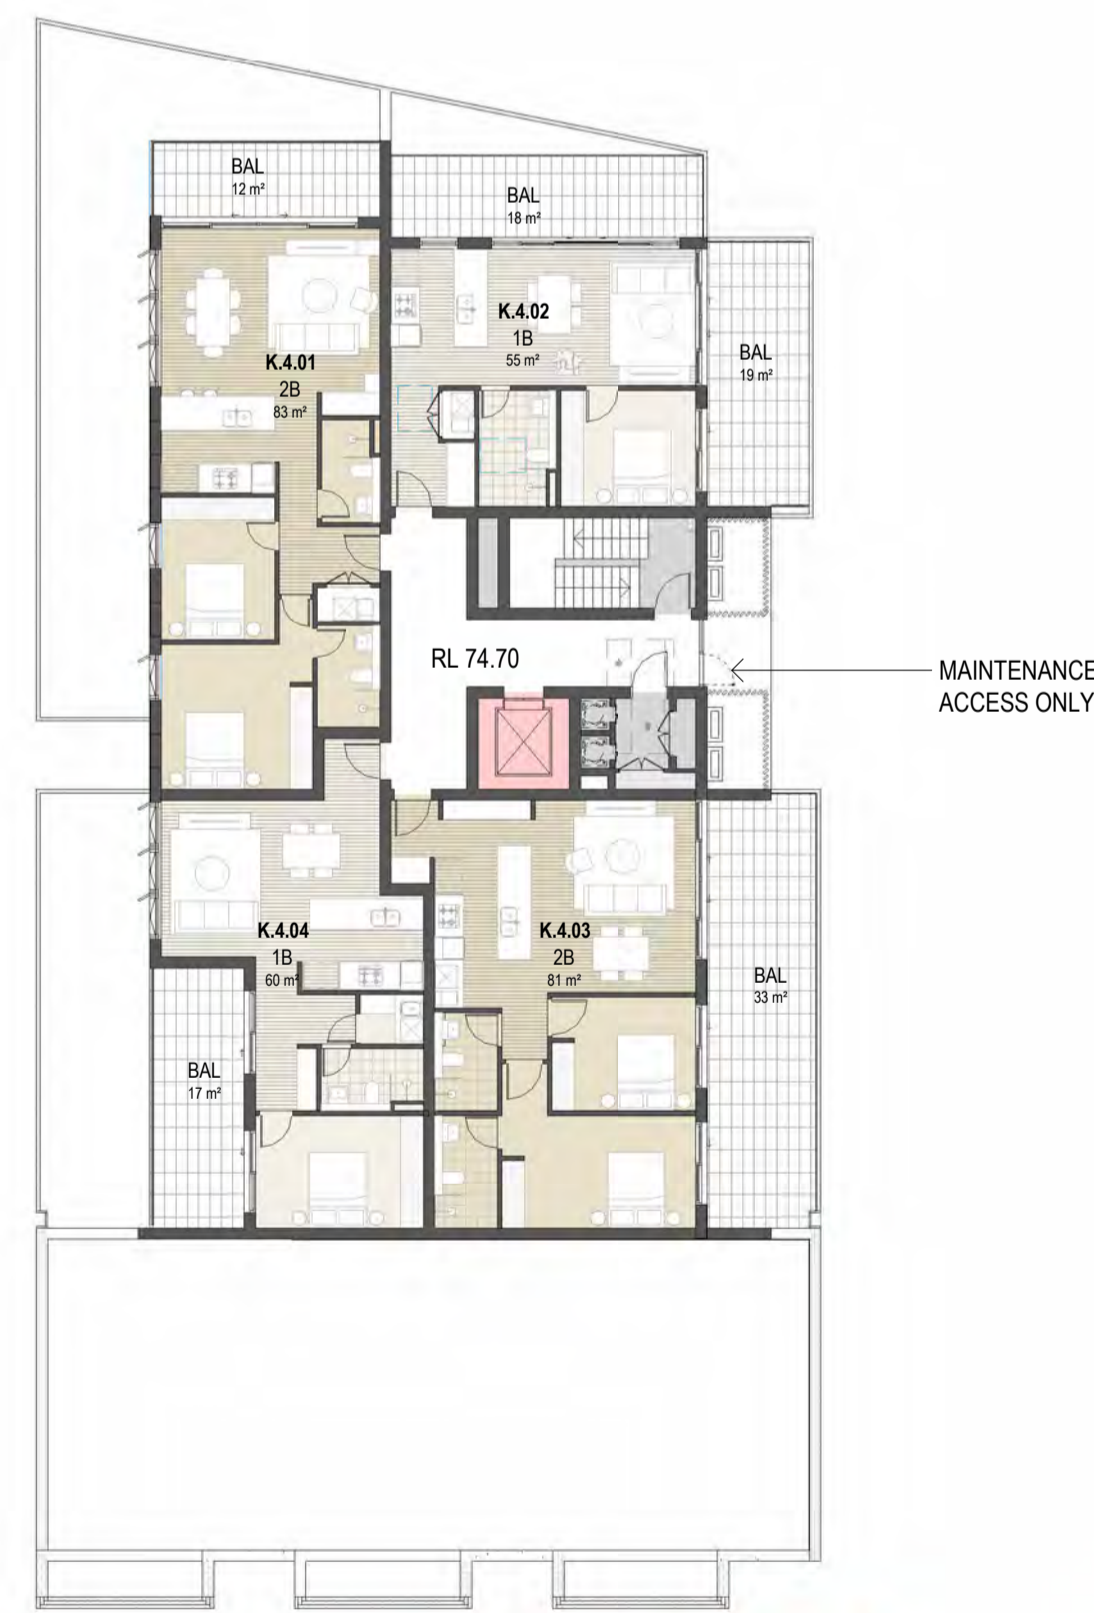 BAL
12 m²
BAL
18 m²
K.4.02
1B
55 m²
K.4.01
2B
83 m²
BAL
19 m²
RL 74.70
MAINTENANCE
ACCESS ONLY
K.4.04
1B
60 m²
K.4.03
2B
81 m²
BAL
33 m²
BAL
17 m²